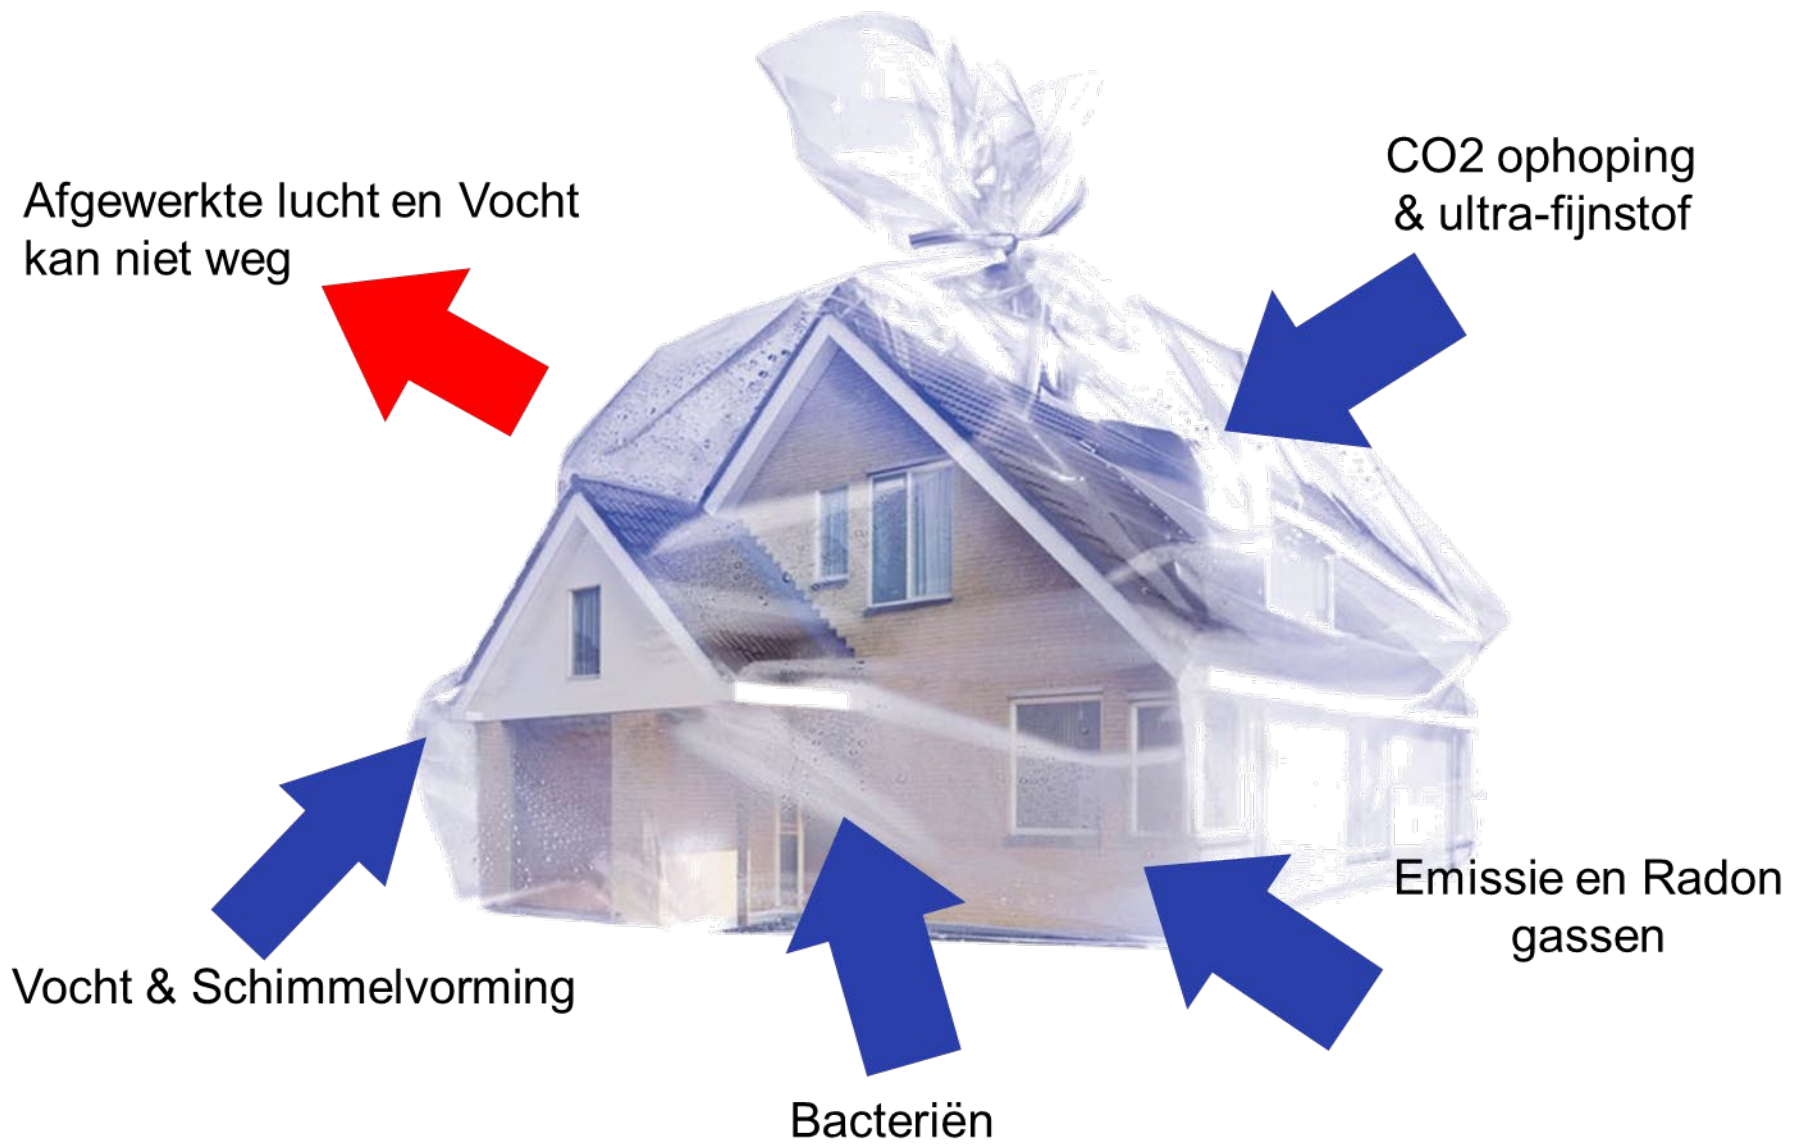 Afgewerkte lucht en Vocht
kan niet weg
CO2 ophoping
& ultra-fijnstof
Emissie en Radon
gassen
Vocht & Schimmelvorming
Bacteriën